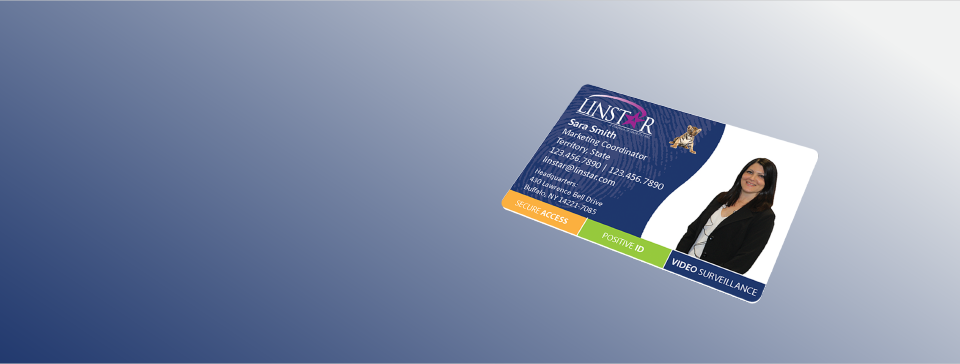 LINSTAR
Sara Smith
Marketing Coordinator
Territory, State
123.456.7890 | 123.456.7890
linstar@linstar.com
Headquarters:
430 Lawrence Bell Drive
Buffalo, NY 14221-7085
SECURE ACCESS
POSITIVE ID
VIDEO SURVEILLANCE